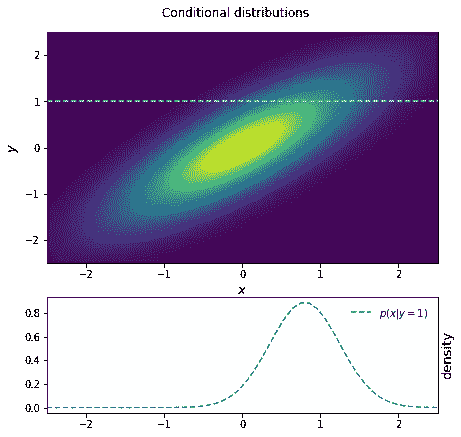 Conditional distributions
2
1
0
−1
−2
y
−2 −1 0 1 2
x
0.8
0.6
0.4
0.2
0.0
p(x|y = 1)
density
−2 −1 0 1 2